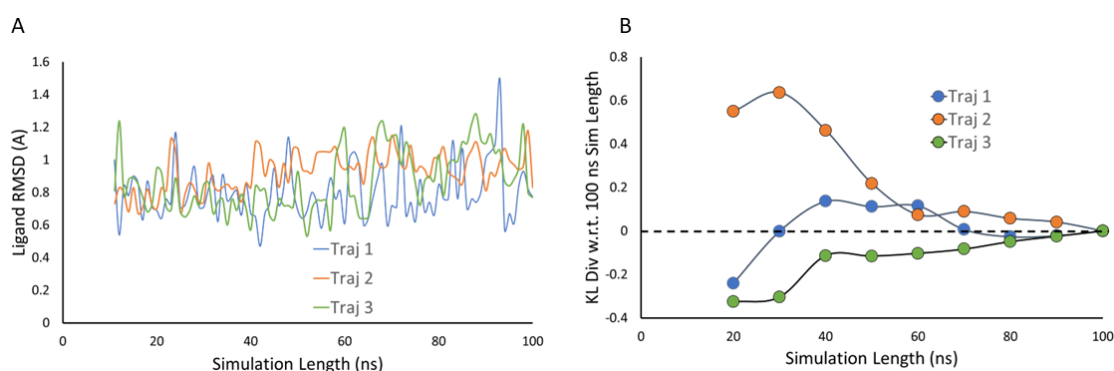 A
Ligand RMSD (A)
1.6
1.4
1.2
1
0.8
0.6
0.4
0.2
0
Traj 1
Traj 2
Traj 3
0
20
40
60
80
100
Simulation Length (ns)
B
KL Div w.r.t. 100 ns Sim Length
0.8
0.6
0.4
0.2
0
-0.2
-0.4
Traj 1
Traj 2
Traj 3
0
20
40
60
80
100
Simulation Length (ns)